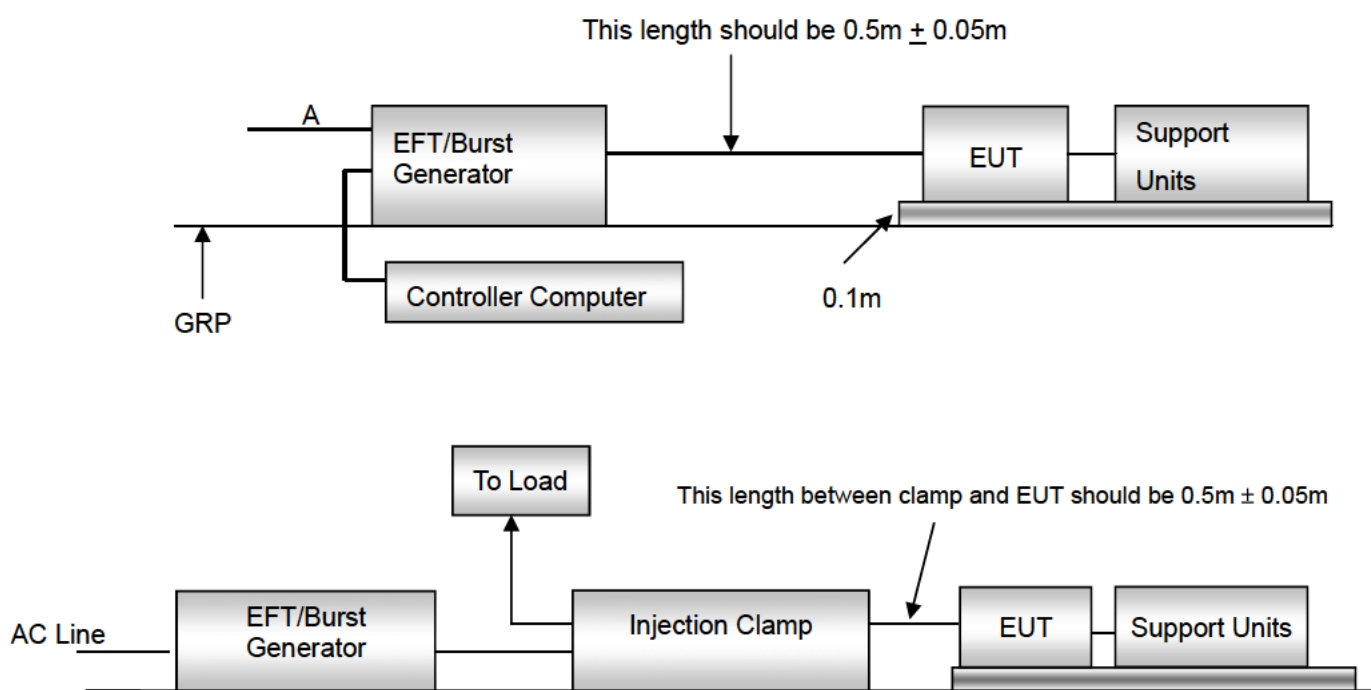 This length should be 0.5m ± 0.05m
A
EFT/Burst
Generator
EUT
Support
Units
Controller Computer
0.1m
GRP
To Load
This length between clamp and EUT should be 0.5m ± 0.05m
AC Line
EFT/Burst
Generator
Injection Clamp
EUT
Support Units